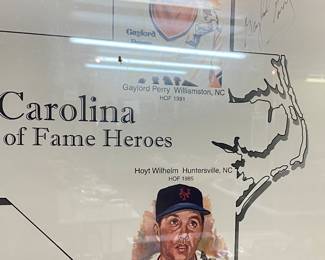 Gaylord
Gaylord Perry Williamston, NC
HOF 1991
Carolina
of Fame Heroes
Hoyt Wilhelm Huntersville, NC
HOF 1985